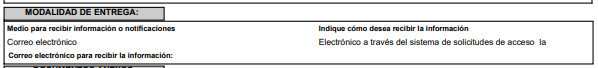 MODALIDAD DE ENTREGA:
Medio para recibir información o notificaciones
Indique cómo desea recibir la información
Correo electrónico
Electrónico a través del sistema de solicitudes de acceso la
Correo electrónico para recibir la información: